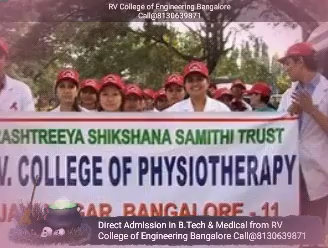 RV College of Engineering Bangalore
Call@8130639871
RASHTREEYA SHIKSHANA SAMITHI TRUST
V. COLLEGE OF PHYSIOTHERAPY
BANGALORE - 11
Direct Admission in B.Tech & Medical from RV
College of Engineering Bangalore Call@8130639871